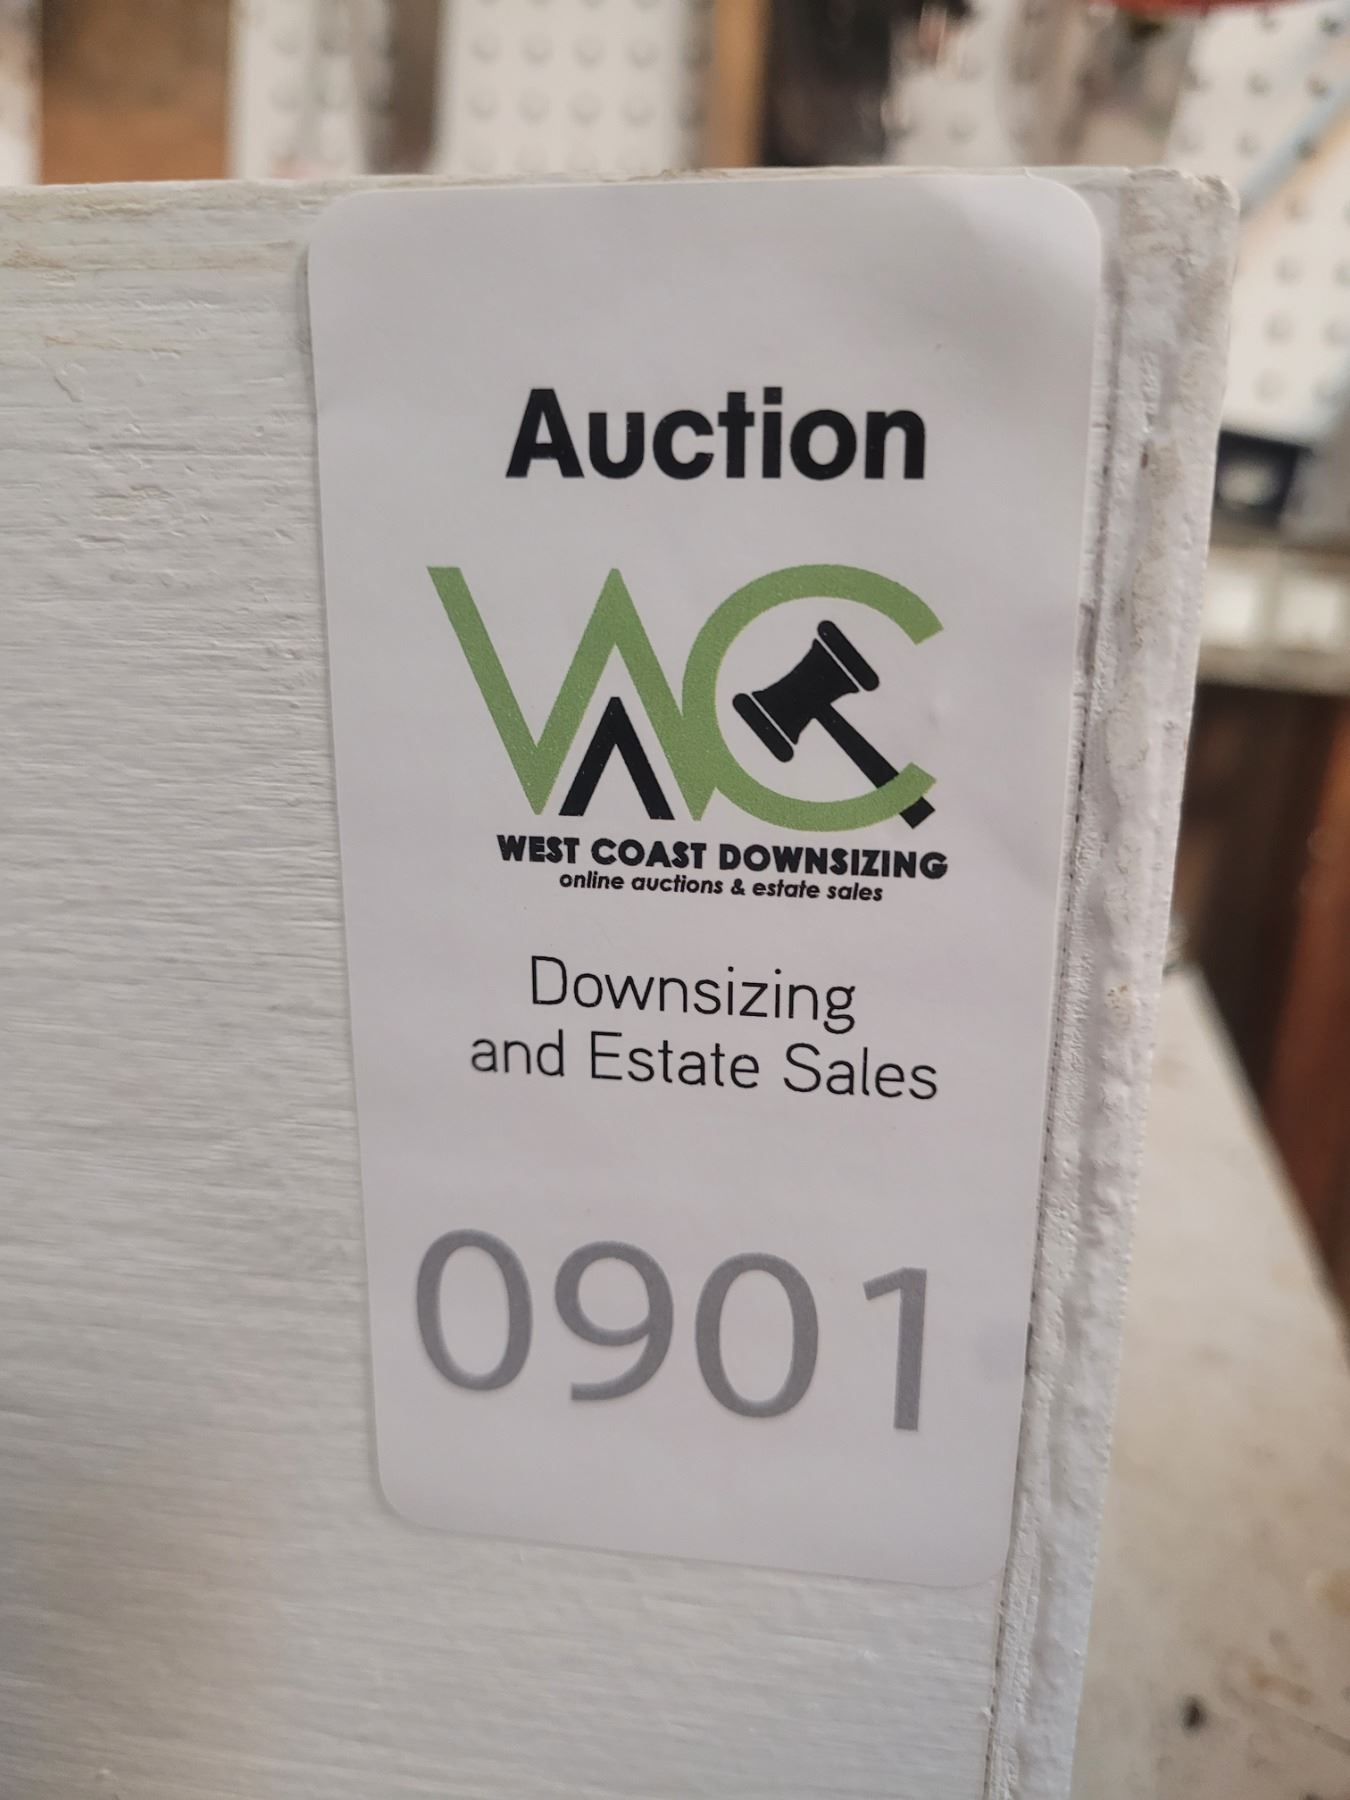 Auction
WC
WEST COAST DOWNSIZING
online auctions & estate sales
Downsizing
and Estate Sales
0901